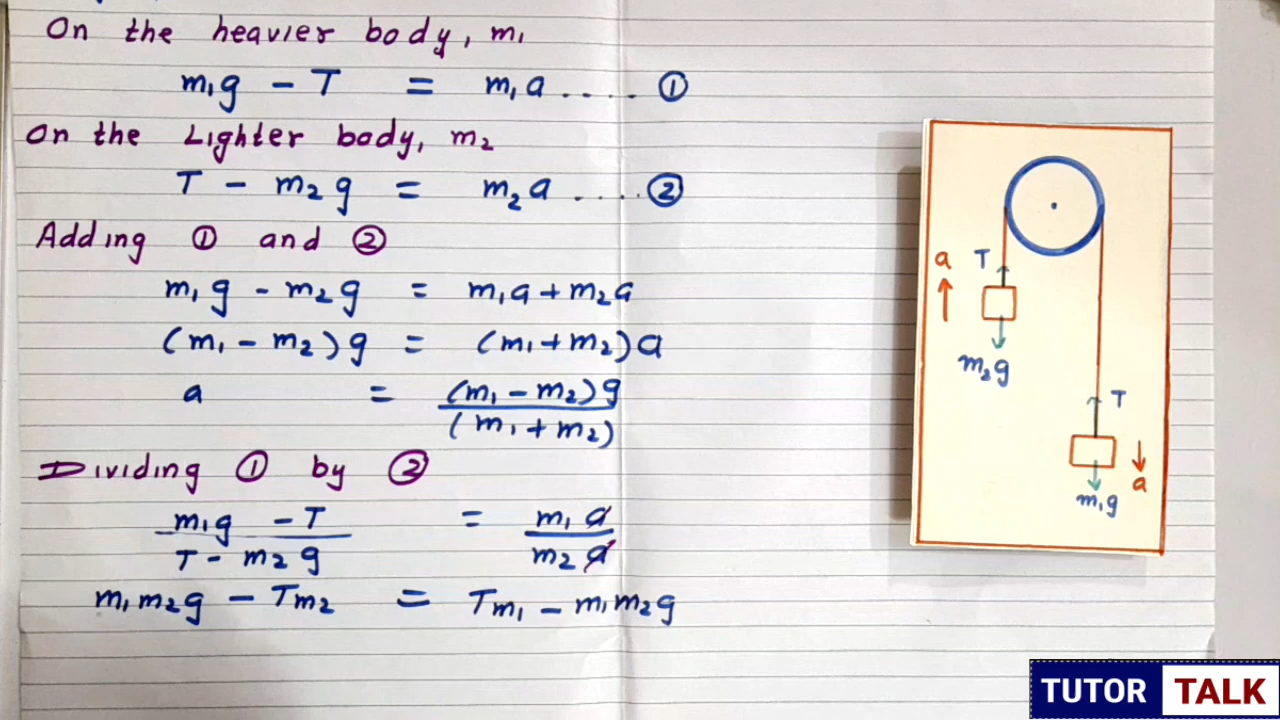 On the heavier body, m₁
m₁g - T = m₁a .... ①
On the Lighter body, m₂
T - m₂g = m₂a .... ②
Adding ① and ②
m₁g - m₂g = m₁a + m₂a
(m₁ - m₂)g = (m₁ + m₂)a
a = (m₁ - m₂)g / (m₁ + m₂)
Dividing ① by ②
m₁g - T / T - m₂g = m₁a / m₂a
m₁m₂g - Tm₂ = Tm₁ - m₁m₂g
a
T
m₂g
T
a
m₁g
TUTOR TALK